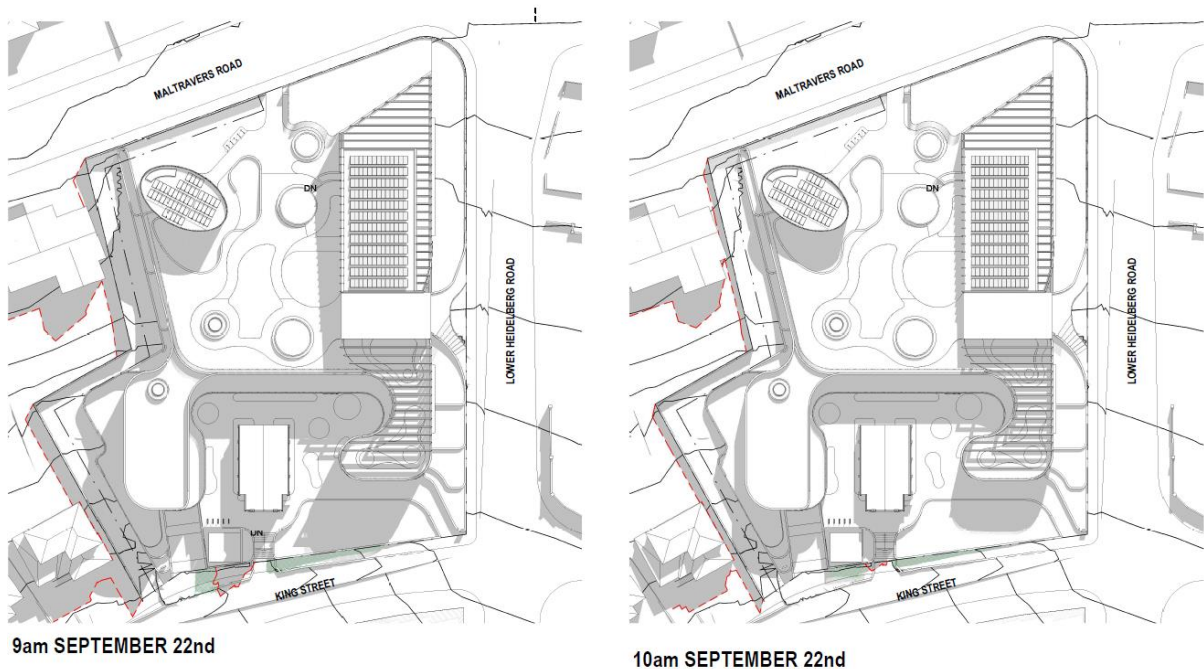 MALTRAVERS ROAD
DN
LOWER HEIDELBERG ROAD
DN
KING STREET
9am SEPTEMBER 22nd
MALTRAVERS ROAD
DN
LOWER HEIDELBERG ROAD
DN
KING STREET
10am SEPTEMBER 22nd